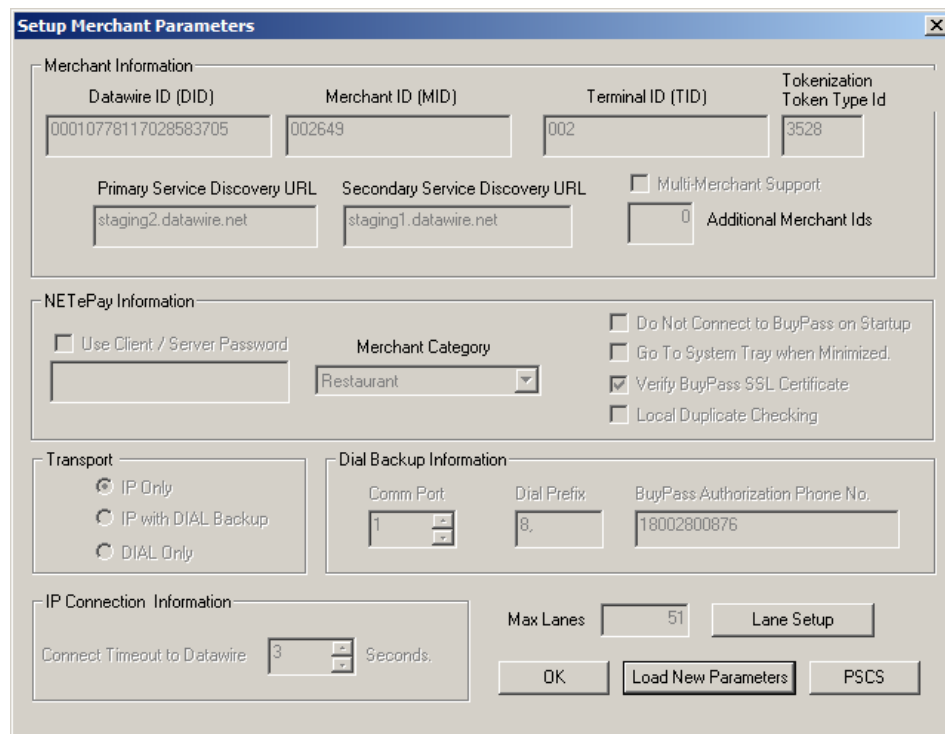 Setup Merchant Parameters
Merchant Information
Datawire ID (DID)
Merchant ID (MID)
Terminal ID (TID)
Tokenization
Token Type Id
00010778117028583705
002649
002
3528
Primary Service Discovery URL
Secondary Service Discovery URL
Multi-Merchant Support
staging2.datawire.net
staging1.datawire.net
0
Additional Merchant Ids
NETePay Information
Use Client / Server Password
Merchant Category
Restaurant
Do Not Connect to BuyPass on Startup
Go To System Tray when Minimized.
Verify BuyPass SSL Certificate
Local Duplicate Checking
Transport
IP Only
IP with DIAL Backup
DIAL Only
Dial Backup Information
Comm Port
Dial Prefix
BuyPass Authorization Phone No.
1
8,
18002800876
IP Connection Information
Connect Timeout to Datawire
3
Seconds.
Max Lanes
51
Lane Setup
OK
Load New Parameters
PSCS